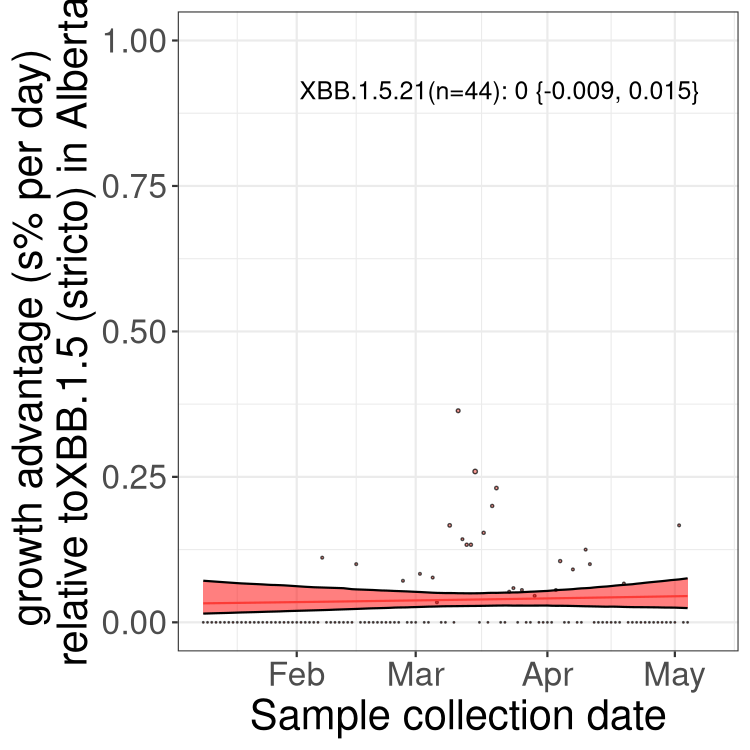 growth advantage (s% per day)
relative toXBB.1.5 (stricto) in Alberta
1.00
0.75
0.50
0.25
0.00
XBB.1.5.21(n=44): 0 {-0.009, 0.015}
Feb Mar Apr May
Sample collection date